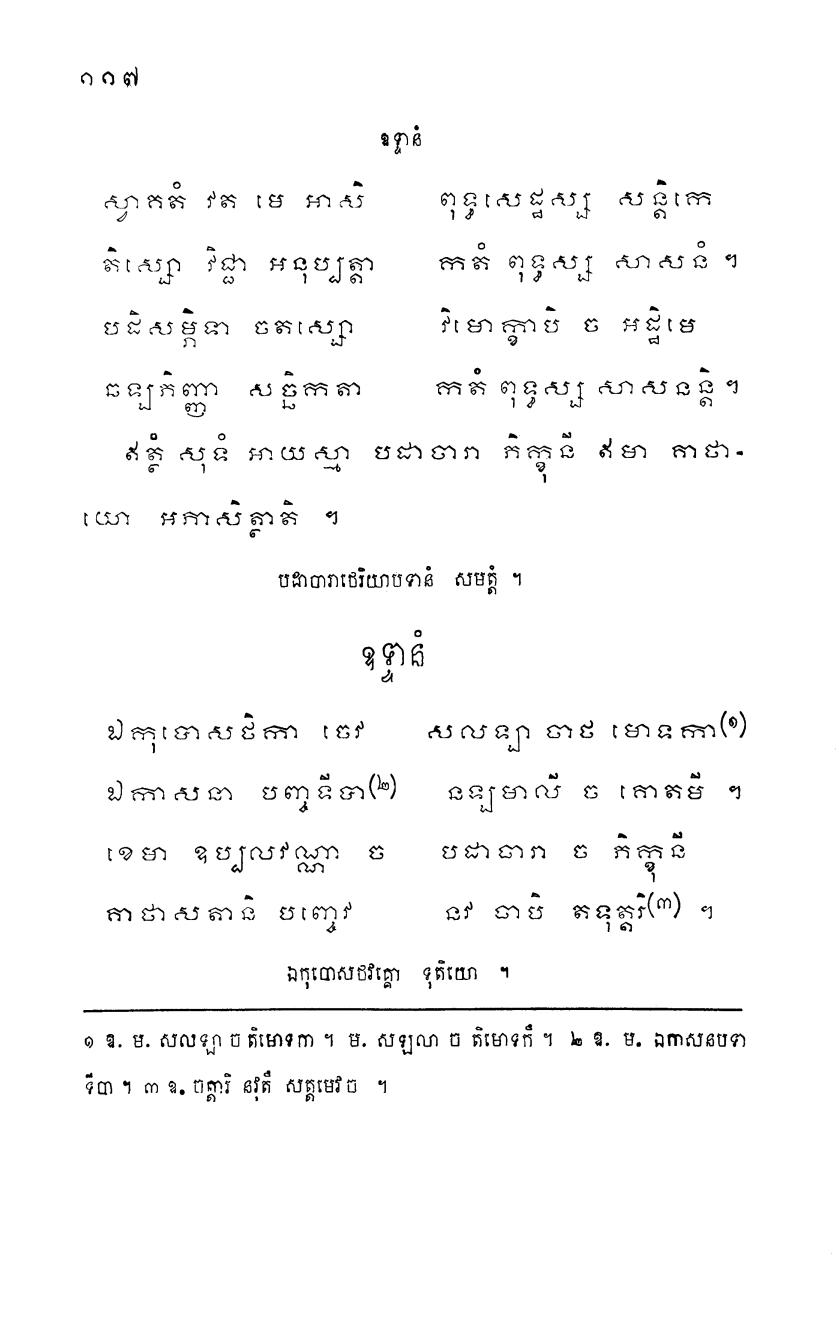 ១១៧
ឧទ្ទានំ
ស្វាគតំ វត មេ អាសិ ពុទ្ធសេដ្ឋស្ស សន្តិកេ
តិស្សោ វិជ្ជា អនុប្បត្តា កតំ ពុទ្ធស្ស សាសនំ ។
បដិសម្ភិទា ចតស្សោ វិមោក្ខាបិ ច អដ្ឋិមេ
ឆឡភិញ្ញា សច្ឆិកតា កតំ ពុទ្ធស្ស សាសនន្តិ ។
ឥត្ថំ សុទំ អាយស្មា បដាចារា ភិក្ខុនី ឥមា គាថា-
យោ អភាសិត្ថាតិ ។
បដាចារាថេរិយាបទានំ សមត្តំ ។
ឧទ្ទានំ
ឯកុបោសថិកា ចេវ សលឡា ចាថ មោទកា(១)
ឯកាសនា បញ្ចទីបា(២) នឡមាលី ច គោតមី ។
ខេមា ឧប្បលវណ្ណា ច បដាចារា ច ភិក្ខុនី
គាថាសតានិ បញ្ចេវ នវ ចាបិ តទុត្តរិ(៣) ។
ឯកុបោសថវគ្គោ ទុតិយោ ។
១ ឱ. ម. សលឡា ច តិមោទកា ។ ម. សឡលា ច តិមោទកំ ។ ២ ឱ. ម. ឯកាសនបទា
ទីបា ។ ៣ ឱ. ចត្តារិ នវុតឹ សត្តមេវ ច ។